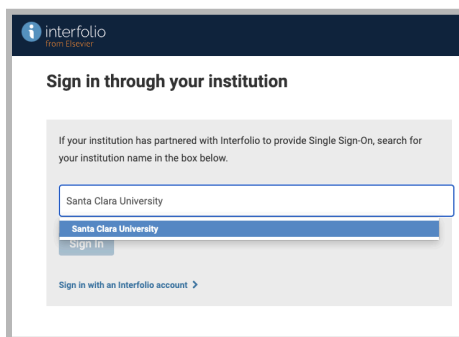 interfolio
from Elsevier
Sign in through your institution
If your institution has partnered with Interfolio to provide Single Sign-On, search for
your institution name in the box below.
Santa Clara University
Santa Clara University
Sign In
Sign in with an Interfolio account >